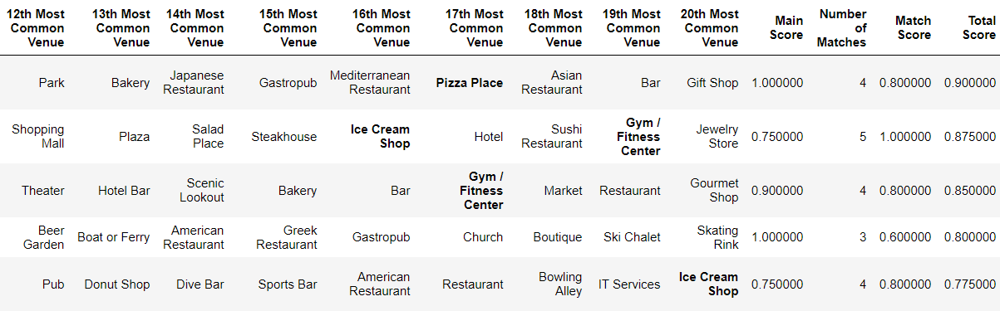 12th Most Common Venue 13th Most Common Venue 14th Most Common Venue 15th Most Common Venue 16th Most Common Venue 17th Most Common Venue 18th Most Common Venue 19th Most Common Venue 20th Most Common Venue Main Score Number of Matches Match Score Total Score
Park Bakery Japanese Restaurant Gastropub Mediterranean Restaurant Pizza Place Asian Restaurant Bar Gift Shop 1.000000 4 0.800000 0.900000
Shopping Mall Plaza Salad Place Steakhouse Ice Cream Shop Hotel Sushi Restaurant Gym / Fitness Center Jewelry Store 0.750000 5 1.000000 0.875000
Theater Hotel Bar Scenic Lookout Bakery Bar Gym / Fitness Center Market Restaurant Gourmet Shop 0.900000 4 0.800000 0.850000
Beer Garden Boat or Ferry American Restaurant Greek Restaurant Gastropub Church Boutique Ski Chalet Skating Rink 1.000000 3 0.600000 0.800000
Pub Donut Shop Dive Bar Sports Bar American Restaurant Restaurant Bowling Alley IT Services Ice Cream Shop 0.750000 4 0.800000 0.775000